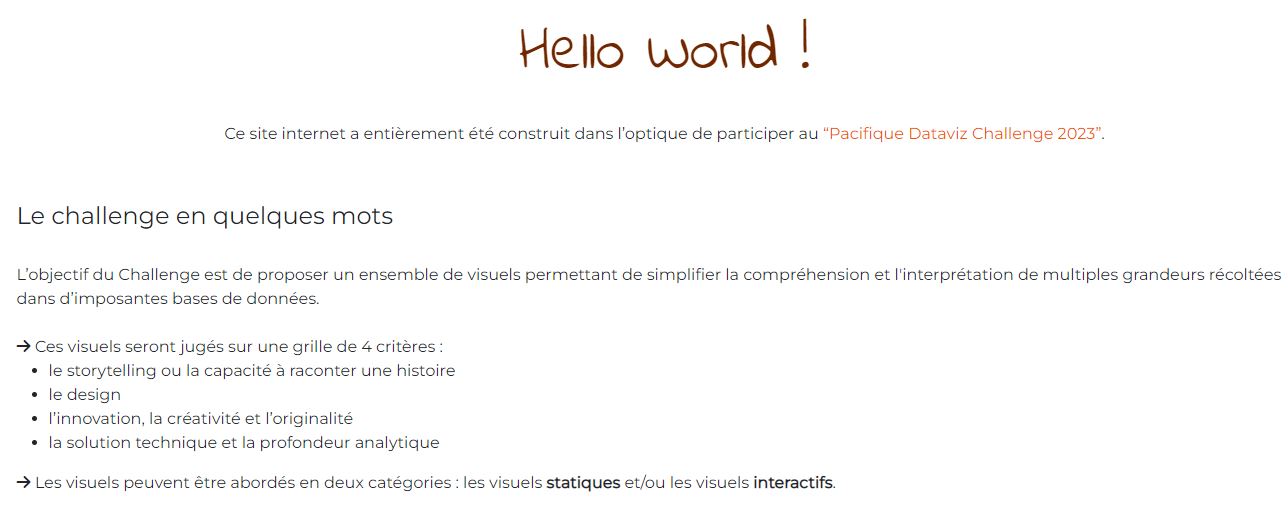 Hello World !
Ce site internet a entièrement été construit dans l’optique de participer au “Pacifique Dataviz Challenge 2023”.
Le challenge en quelques mots
L’objectif du Challenge est de proposer un ensemble de visuels permettant de simplifier la compréhension et l'interprétation de multiples grandeurs récoltées
dans d’imposantes bases de données.
→ Ces visuels seront jugés sur une grille de 4 critères :
• le storytelling ou la capacité à raconter une histoire
• le design
• l’innovation, la créativité et l’originalité
• la solution technique et la profondeur analytique
→ Les visuels peuvent être abordés en deux catégories : les visuels statiques et/ou les visuels interactifs.